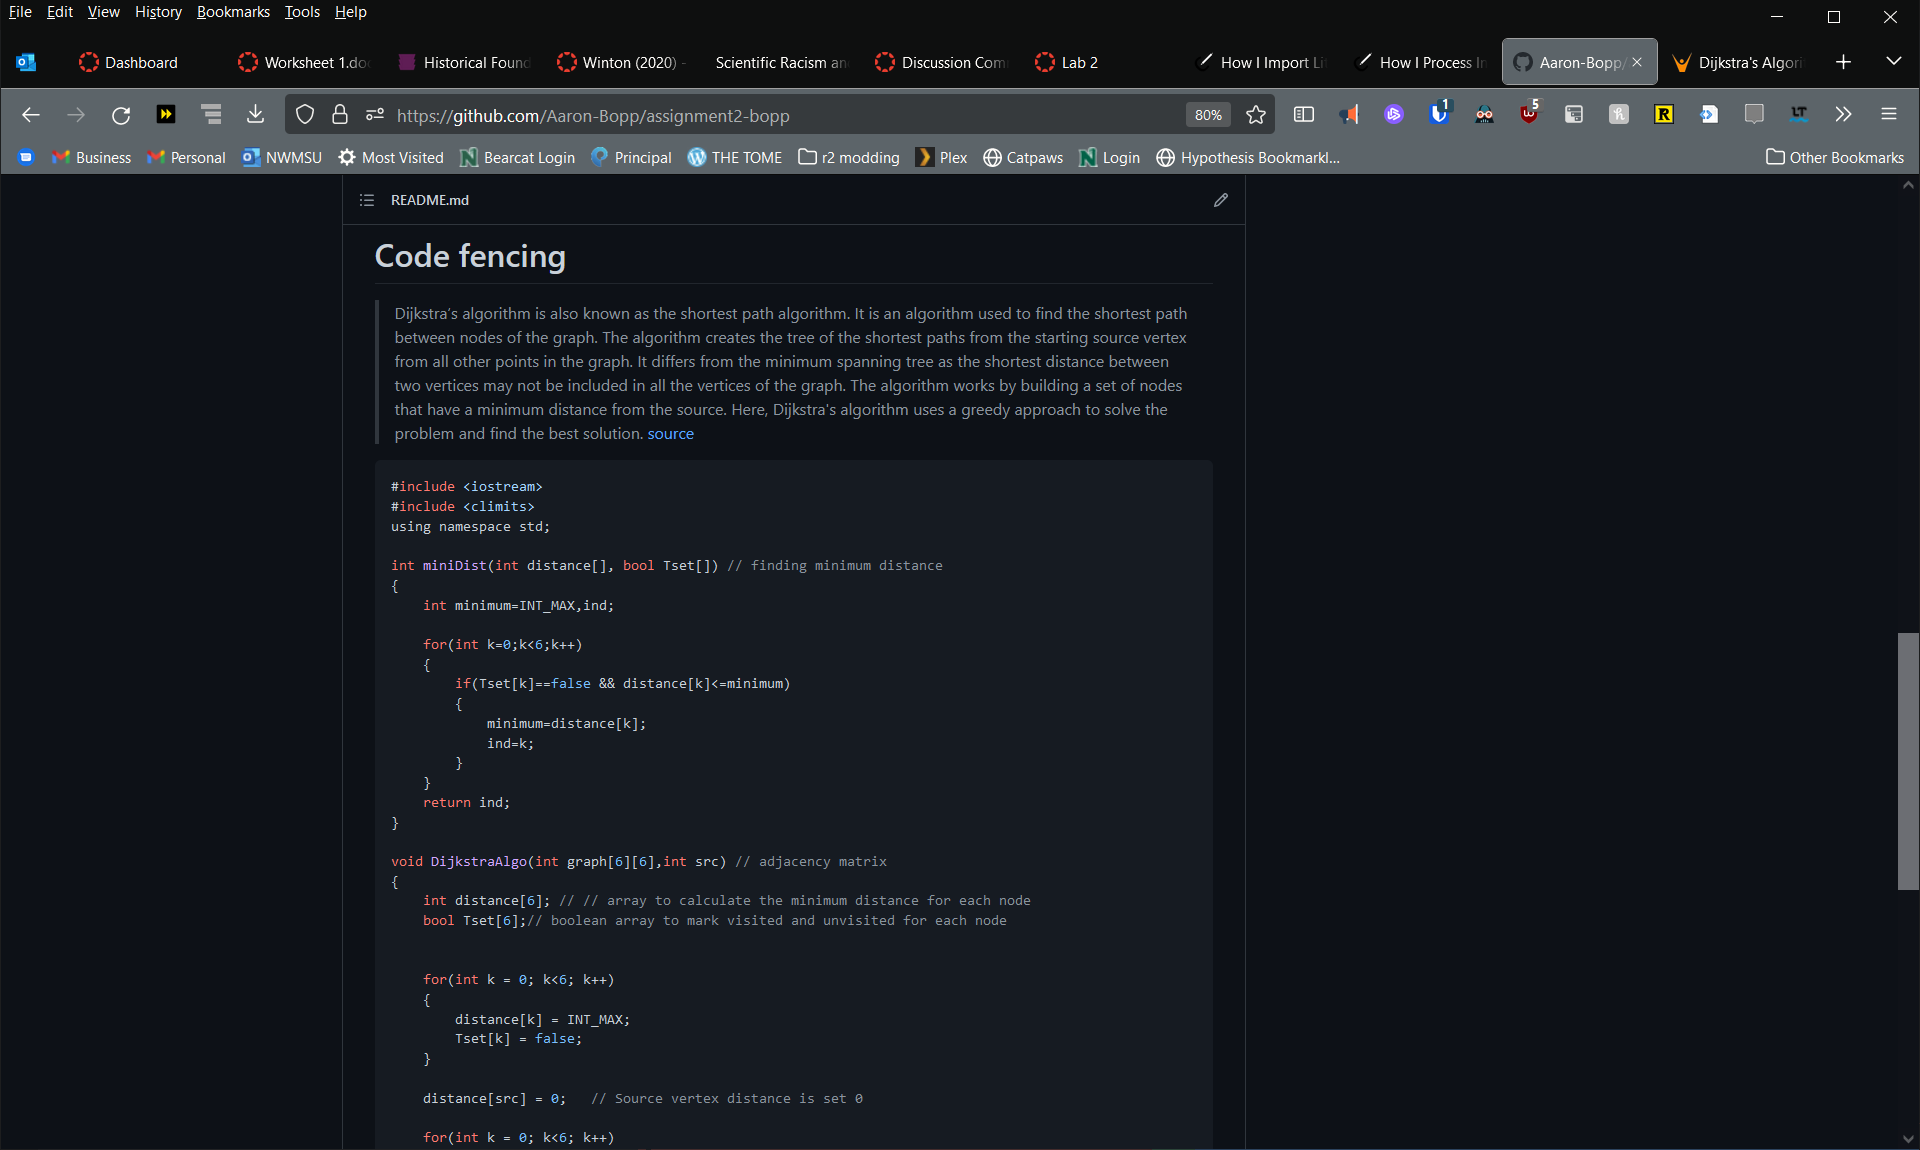 File Edit View History Bookmarks Tools Help
Dashboard Worksheet 1.doc Historical Found Winton (2020) - Scientific Racism an Discussion Com Lab 2 How I Import Lit How I Process In Aaron-Bopp/ Dijkstra's Algori
https://github.com/Aaron-Bopp/assignment2-bopp 80% 1 5
Business Personal NWMSU Most Visited Bearcat Login Principal THE TOME r2 modding Plex Catpaws Login Hypothesis Bookmarkl... Other Bookmarks
README.md
Code fencing
Dijkstra's algorithm is also known as the shortest path algorithm. It is an algorithm used to find the shortest path
between nodes of the graph. The algorithm creates the tree of the shortest paths from the starting source vertex
from all other points in the graph. It differs from the minimum spanning tree as the shortest distance between
two vertices may not be included in all the vertices of the graph. The algorithm works by building a set of nodes
that have a minimum distance from the source. Here, Dijkstra's algorithm uses a greedy approach to solve the
problem and find the best solution. source
#include <iostream>
#include <climits>
using namespace std;
int miniDist(int distance[], bool Tset[]) // finding minimum distance
{
int minimum=INT_MAX,ind;
for(int k=0;k<6;k++)
{
if(Tset[k]==false && distance[k]<=minimum)
{
minimum=distance[k];
ind=k;
}
}
return ind;
}
void DijkstraAlgo(int graph[6][6],int src) // adjacency matrix
{
int distance[6]; // // array to calculate the minimum distance for each node
bool Tset[6];// boolean array to mark visited and unvisited for each node
for(int k = 0; k<6; k++)
{
distance[k] = INT_MAX;
Tset[k] = false;
}
distance[src] = 0;   // Source vertex distance is set 0
for(int k = 0; k<6; k++)